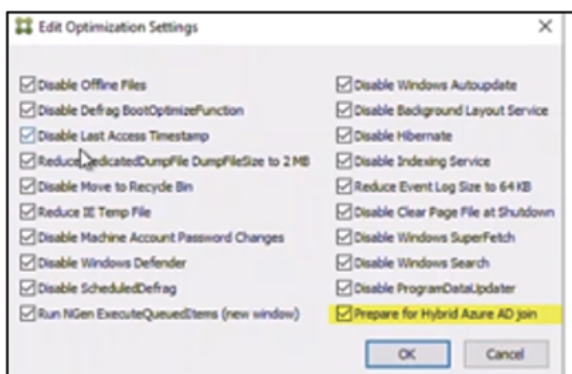 Edit Optimization Settings
Disable Offline Files
Disable Defrag BootOptimizeFunction
Disable Last Access Timestamp
Reduce DedicatedDumpFile DumpFileSize to 2 MB
Disable Move to Recycle Bin
Reduce IE Temp File
Disable Machine Account Password Changes
Disable Windows Defender
Disable ScheduledDefrag
Run NGen ExecuteQueuedItems (new window)
Disable Windows Autoupdate
Disable Background Layout Service
Disable Hibernate
Disable Indexing Service
Reduce Event Log Size to 64 KB
Disable Clear Page File at Shutdown
Disable Windows SuperFetch
Disable Windows Search
Disable ProgramDataUpdater
Prepare for Hybrid Azure AD join
OK
Cancel